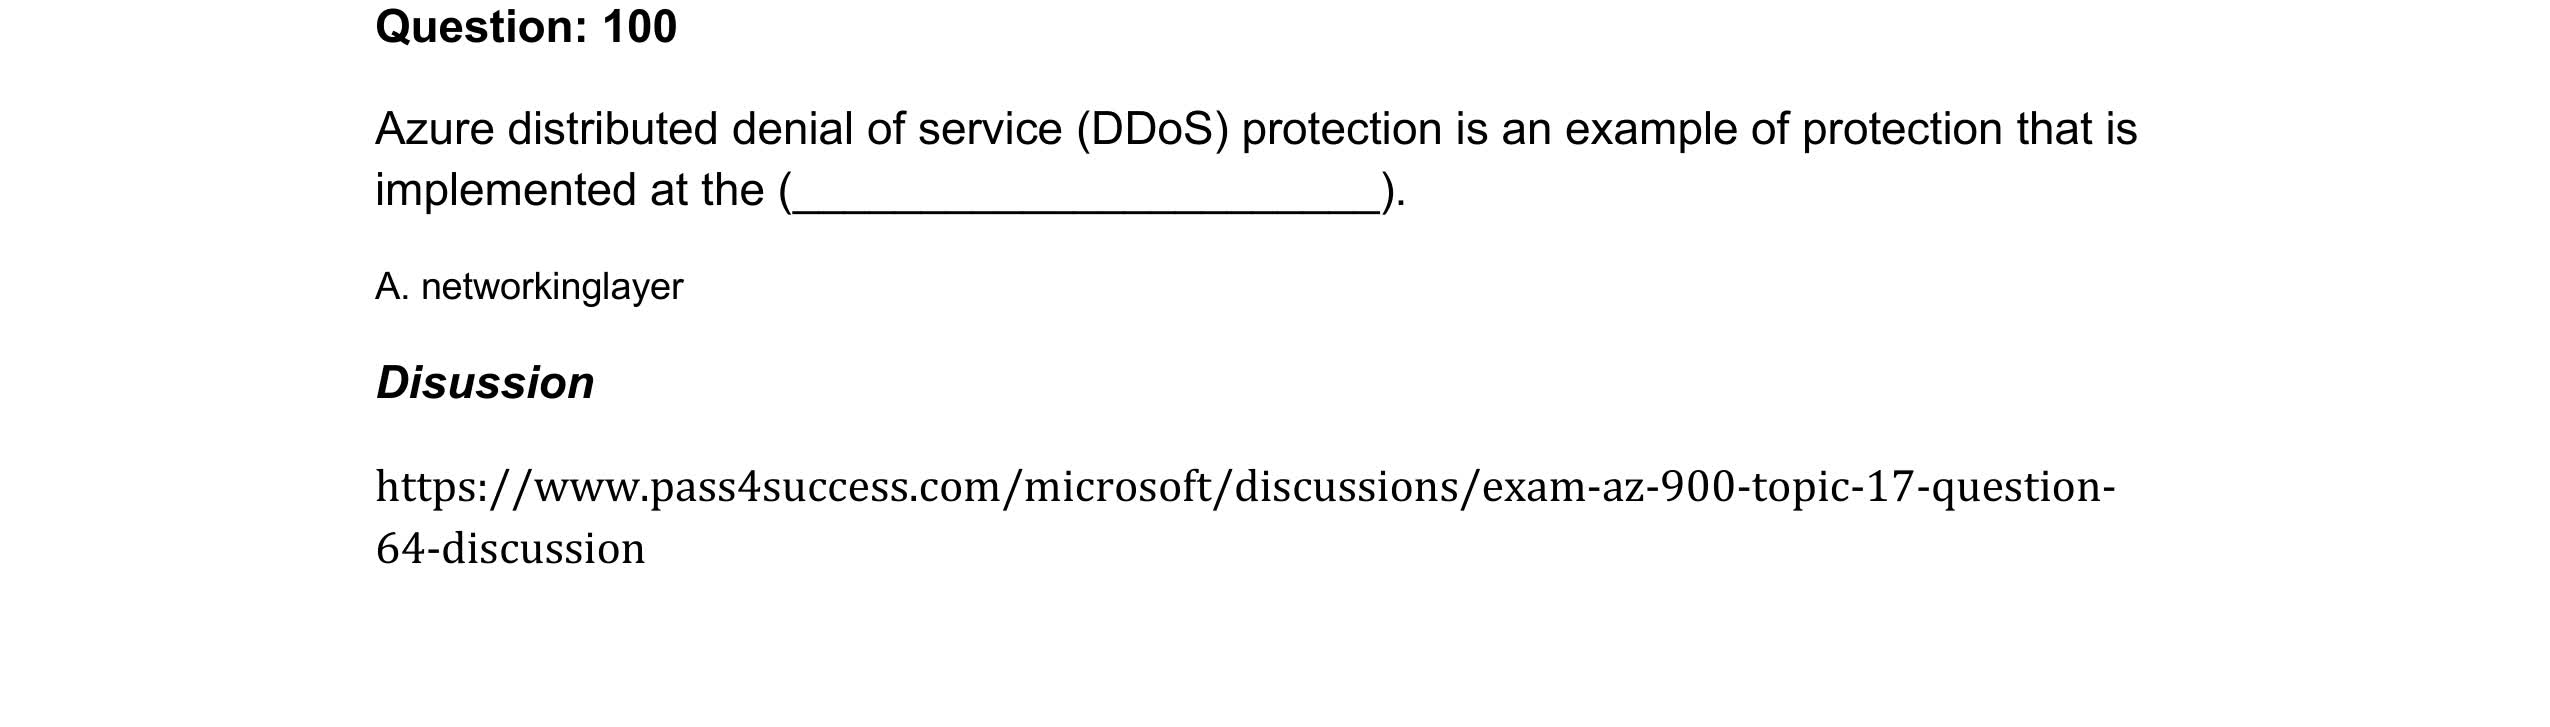 Question: 100
Azure distributed denial of service (DDoS) protection is an example of protection that is
implemented at the (_______________________).
A. networkinglayer
Disussion
https://www.pass4success.com/microsoft/discussions/exam-az-900-topic-17-question-
64-discussion